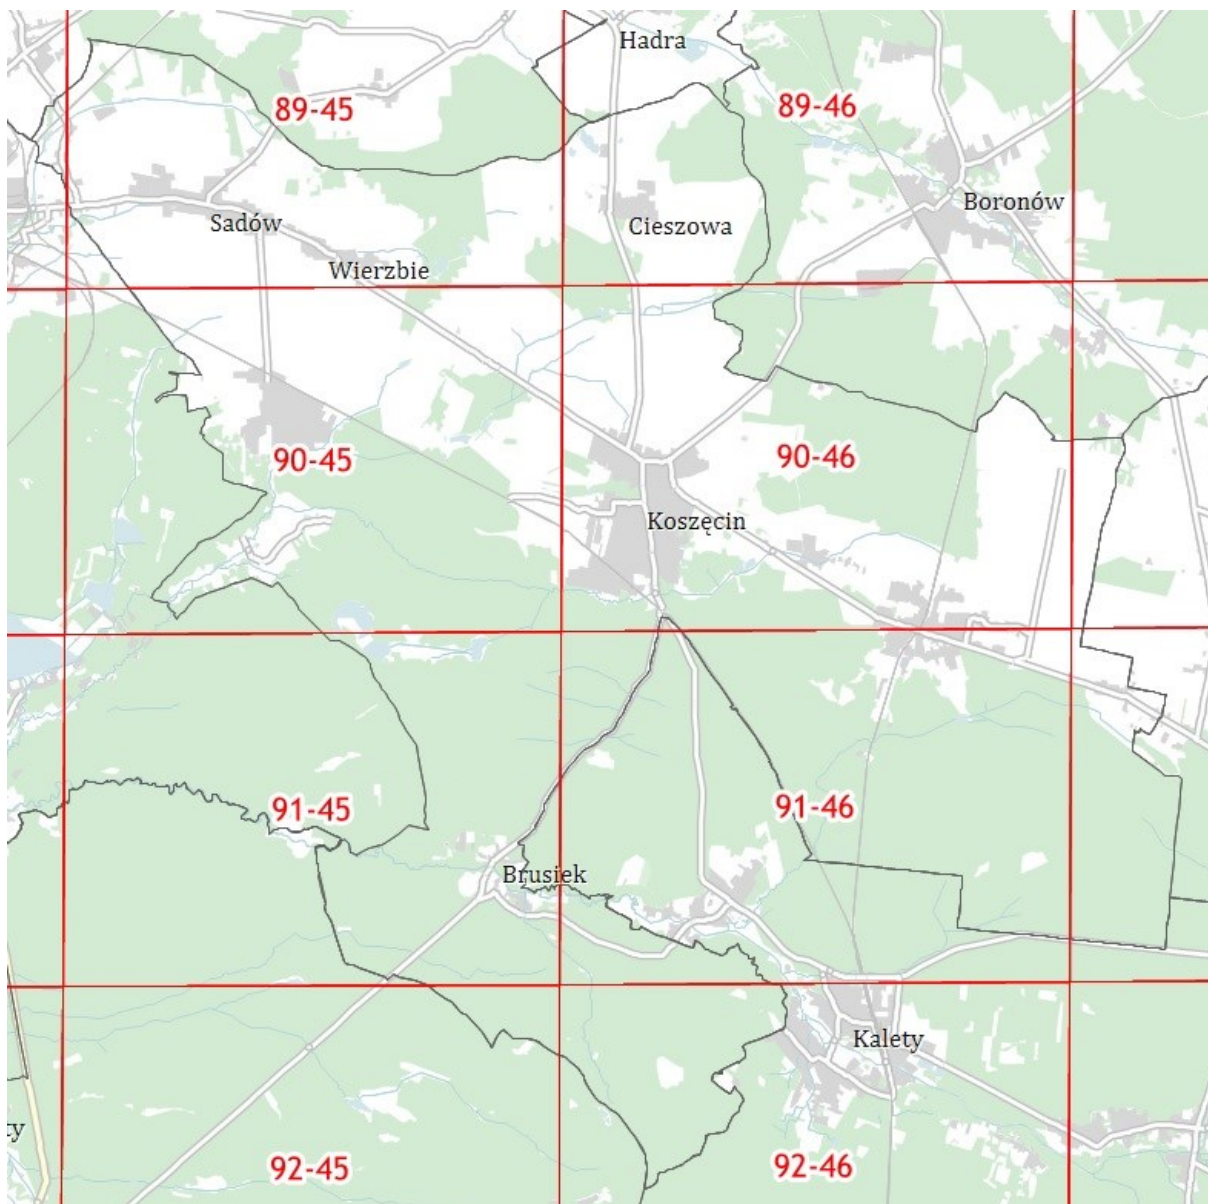 Hadra
89-45
89-46
Boronów
Sadów
Cieszowa
Wierzbie
90-45
90-46
Koszęcin
91-45
91-46
Brusiek
Kalety
ty
92-45
92-46